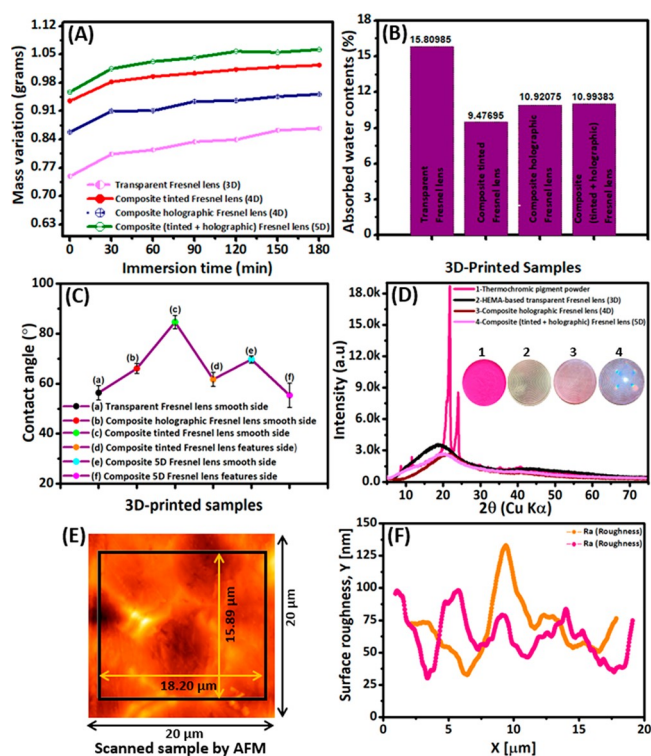 (A)
Mass variation (grams)
1.12
1.05
0.98
0.91
0.84
0.77
0.70
0.63
Transparent Fresnel lens (3D)
Composite tinted Fresnel lens (4D)
Composite holographic Fresnel lens (4D)
Composite (tinted + holographic) Fresnel lens (5D)
0 30 60 90 120 150 180
Immersion time (min)
(B)
Absorbed water contents (%)
18
15
12
9
6
3
0
15.80985
9.47695
10.92075
10.99383
Transparent
Fresnel lens
Composite tinted
Fresnel lens
Composite holographic
Fresnel lens
Composite
(tinted + holographic)
Fresnel lens
3D-Printed Samples
(C)
Contact angle (°)
100
80
60
40
20
(a)
(b)
(c)
(d)
(e)
(f)
(a) Transparent Fresnel lens smooth side
(b) Composite holographic Fresnel lens smooth side
(c) Composite tinted Fresnel lens smooth side
(d) Composite tinted Fresnel lens features side)
(e) Composite 5D Fresnel lens smooth side
(f) Composite 5D Fresnel lens features side
3D-printed samples
(D)
Intensity (a.u)
18.0k
15.0k
12.0k
9.0k
6.0k
3.0k
0.0
1-Thermochromic pigment powder
2-HEMA-based transparent Fresnel lens (3D)
3-Composite holographic Fresnel lens (4D)
4-Composite (tinted + holographic) Fresnel lens (5D)
1 2 3 4
10 20 30 40 50 60 70
2θ (Cu Kα)
(E)
15.89 μm
18.20 μm
20 μm
20 μm
Scanned sample by AFM
(F)
Surface roughness, Y [nm]
150
125
100
75
50
25
0
Ra (Roughness)
Ra (Roughness)
0 5 10 15 20
X [μm]